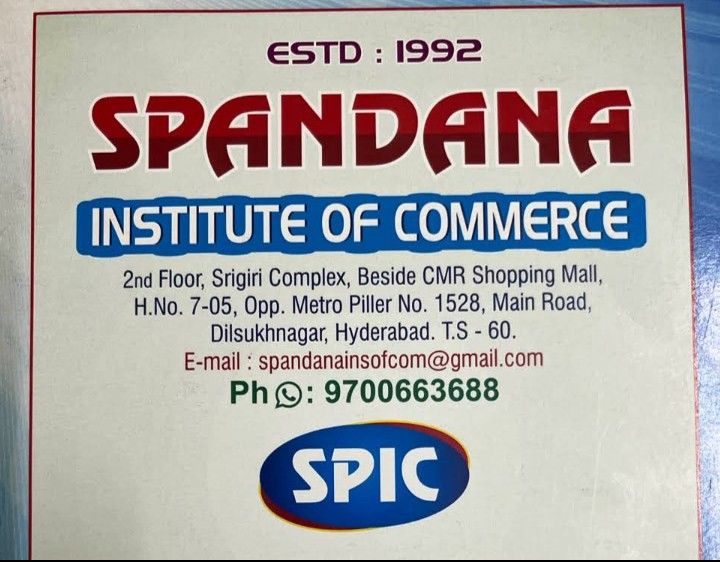 ESTD : 1992
SPANDANA
INSTITUTE OF COMMERCE
2nd Floor, Srigiri Complex, Beside CMR Shopping Mall,
H.No. 7-05, Opp. Metro Piller No. 1528, Main Road,
Dilsukhnagar, Hyderabad. T.S - 60.
E-mail : spandanainsofcom@gmail.com
Ph : 9700663688
SPIC